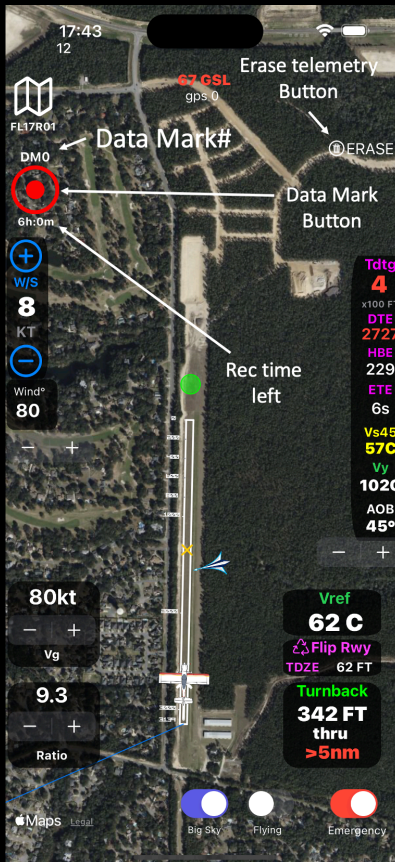 17:43
12
67 GSL
gps 0
Erase telemetry
Button
FL17R01
Data Mark#
ERASE
DM0
Data Mark
Button
6h:0m
W/S
8
KT
Tdtg
4
x100 FT
DTE
2727
HBE
229
ETE
6s
Rec time
left
Wind°
80
Vs45
57C
Vy
1020
AOB
45°
80kt
Vg
9.3
Ratio
Vref
62 C
Flip Rwy
TDZE 62 FT
Turnback
342 FT
thru
>5nm
Maps Legal
Big Sky
Flying
Emergency